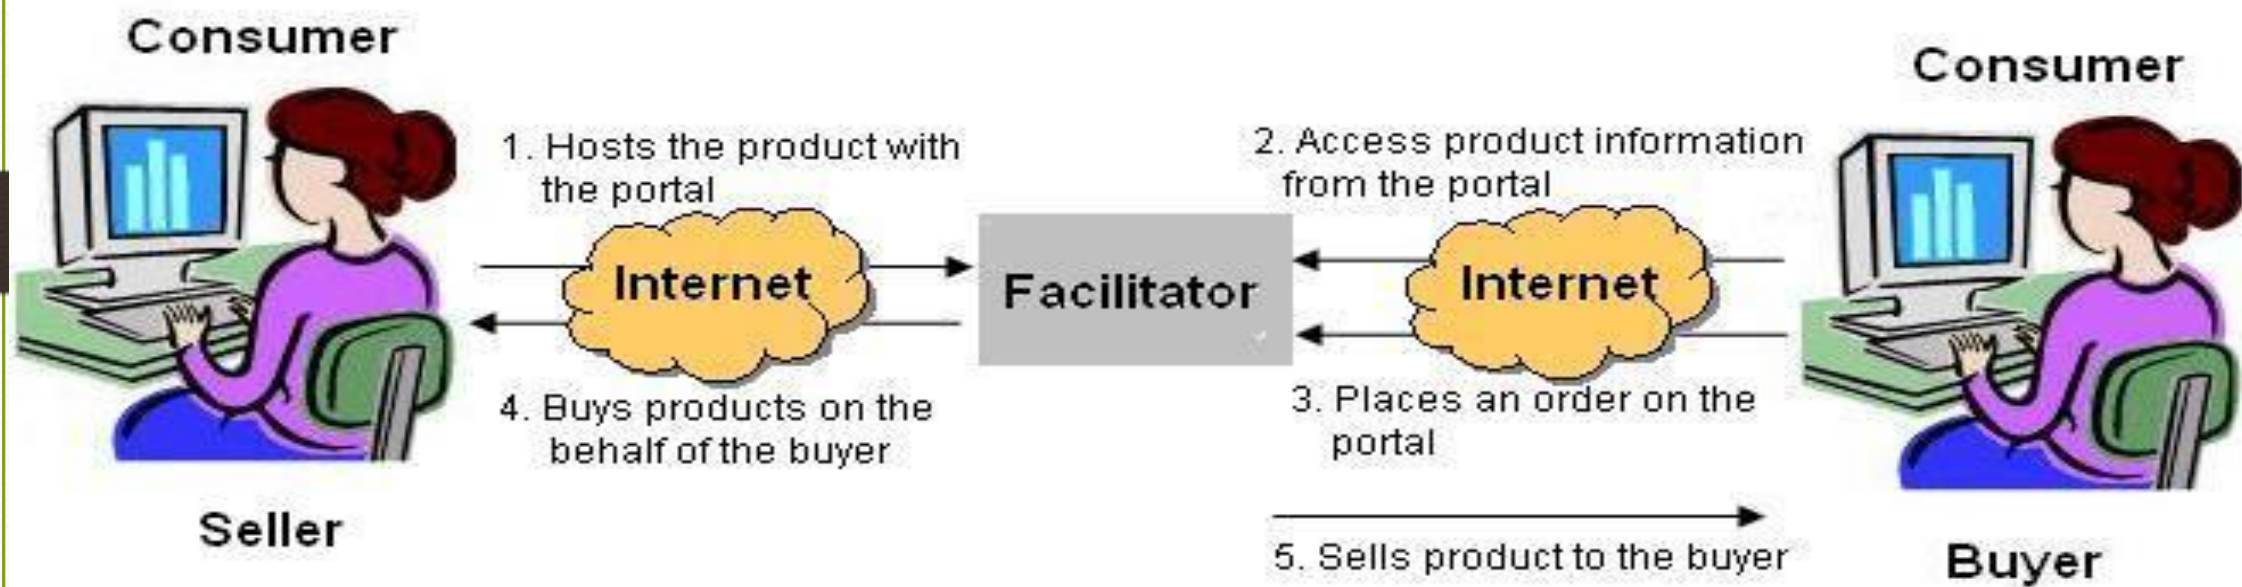 Consumer
Consumer
1. Hosts the product with
the portal
2. Access product information
from the portal
Internet
Facilitator
Internet
4. Buys products on the
behalf of the buyer
3. Places an order on the
portal
Seller
5. Sells product to the buyer
Buyer